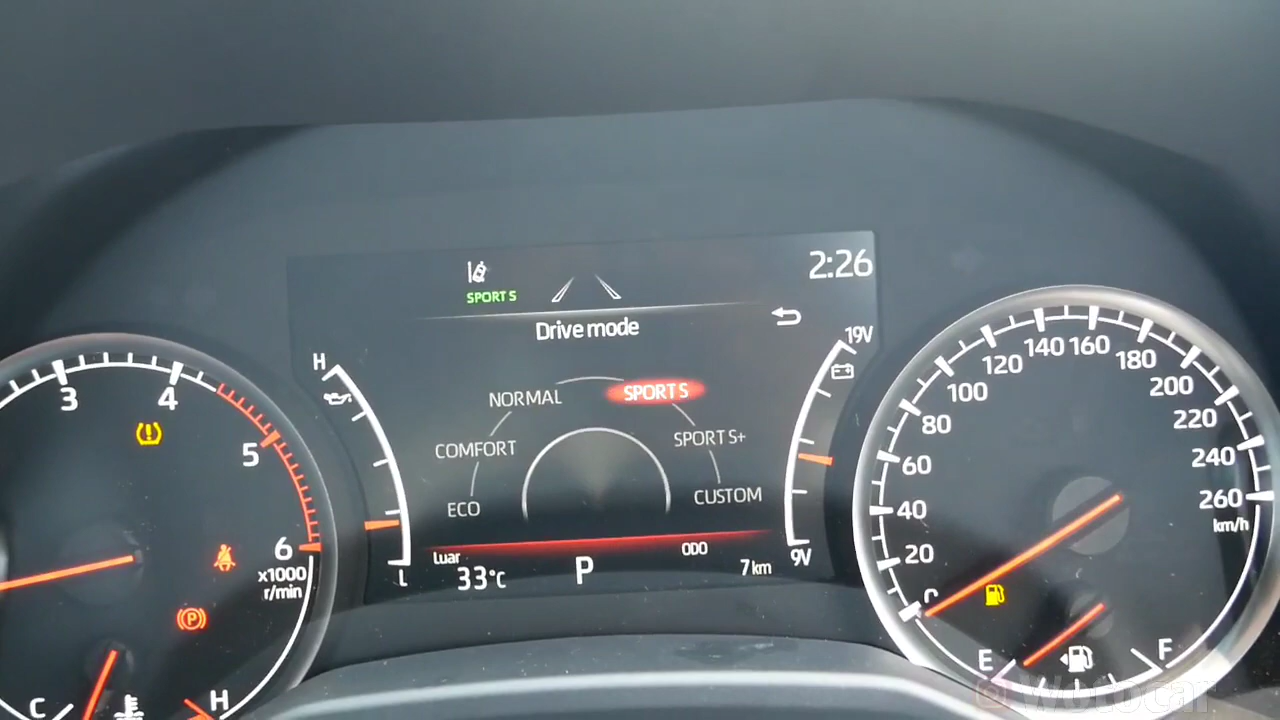 2:26
SPORT S
Drive mode
H
19V
NORMAL
SPORT S
COMFORT
SPORT S+
ECO
CUSTOM
L
9V
Luar
ODO
33°C
P
7 km
3
4
5
6
x1000
r/min
P
C
H
0
20
40
60
80
100
120
140
160
180
200
220
240
260
km/h
E
F
Wotocar